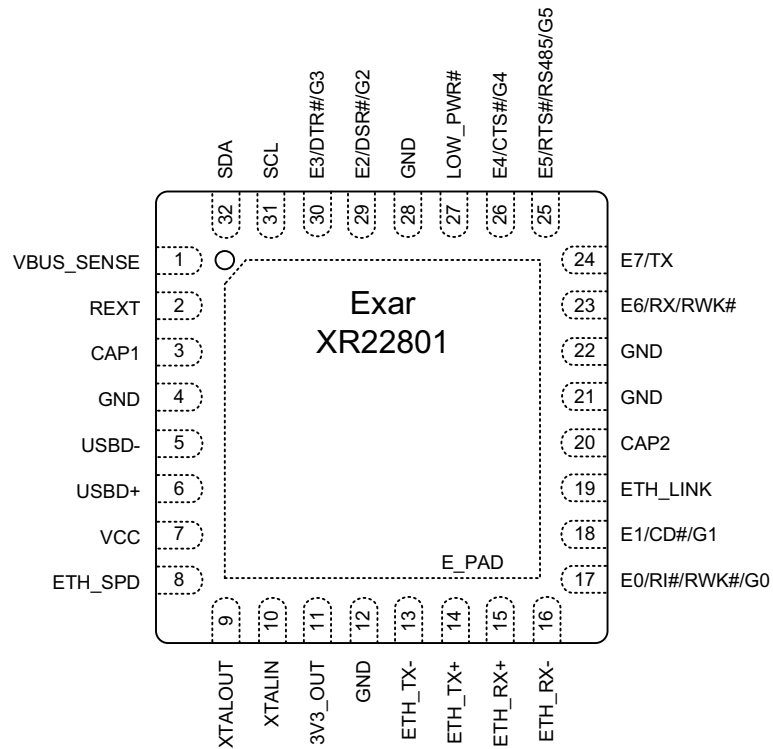 SDA
SCL
E3/DTR#/G3
E2/DSR#/G2
GND
LOW_PWR#
E4/CTS#/G4
E5/RTS#/RS485/G5
32
31
30
29
28
27
26
25
VBUS_SENSE 1
REXT 2
CAP1 3
GND 4
USBD- 5
USBD+ 6
VCC 7
ETH_SPD 8
Exar
XR22801
E_PAD
24 E7/TX
23 E6/RX/RWK#
22 GND
21 GND
20 CAP2
19 ETH_LINK
18 E1/CD#/G1
17 E0/RI#/RWK#/G0
9
10
11
12
13
14
15
16
XTALOUT
XTALIN
3V3_OUT
GND
ETH_TX-
ETH_TX+
ETH_RX+
ETH_RX-